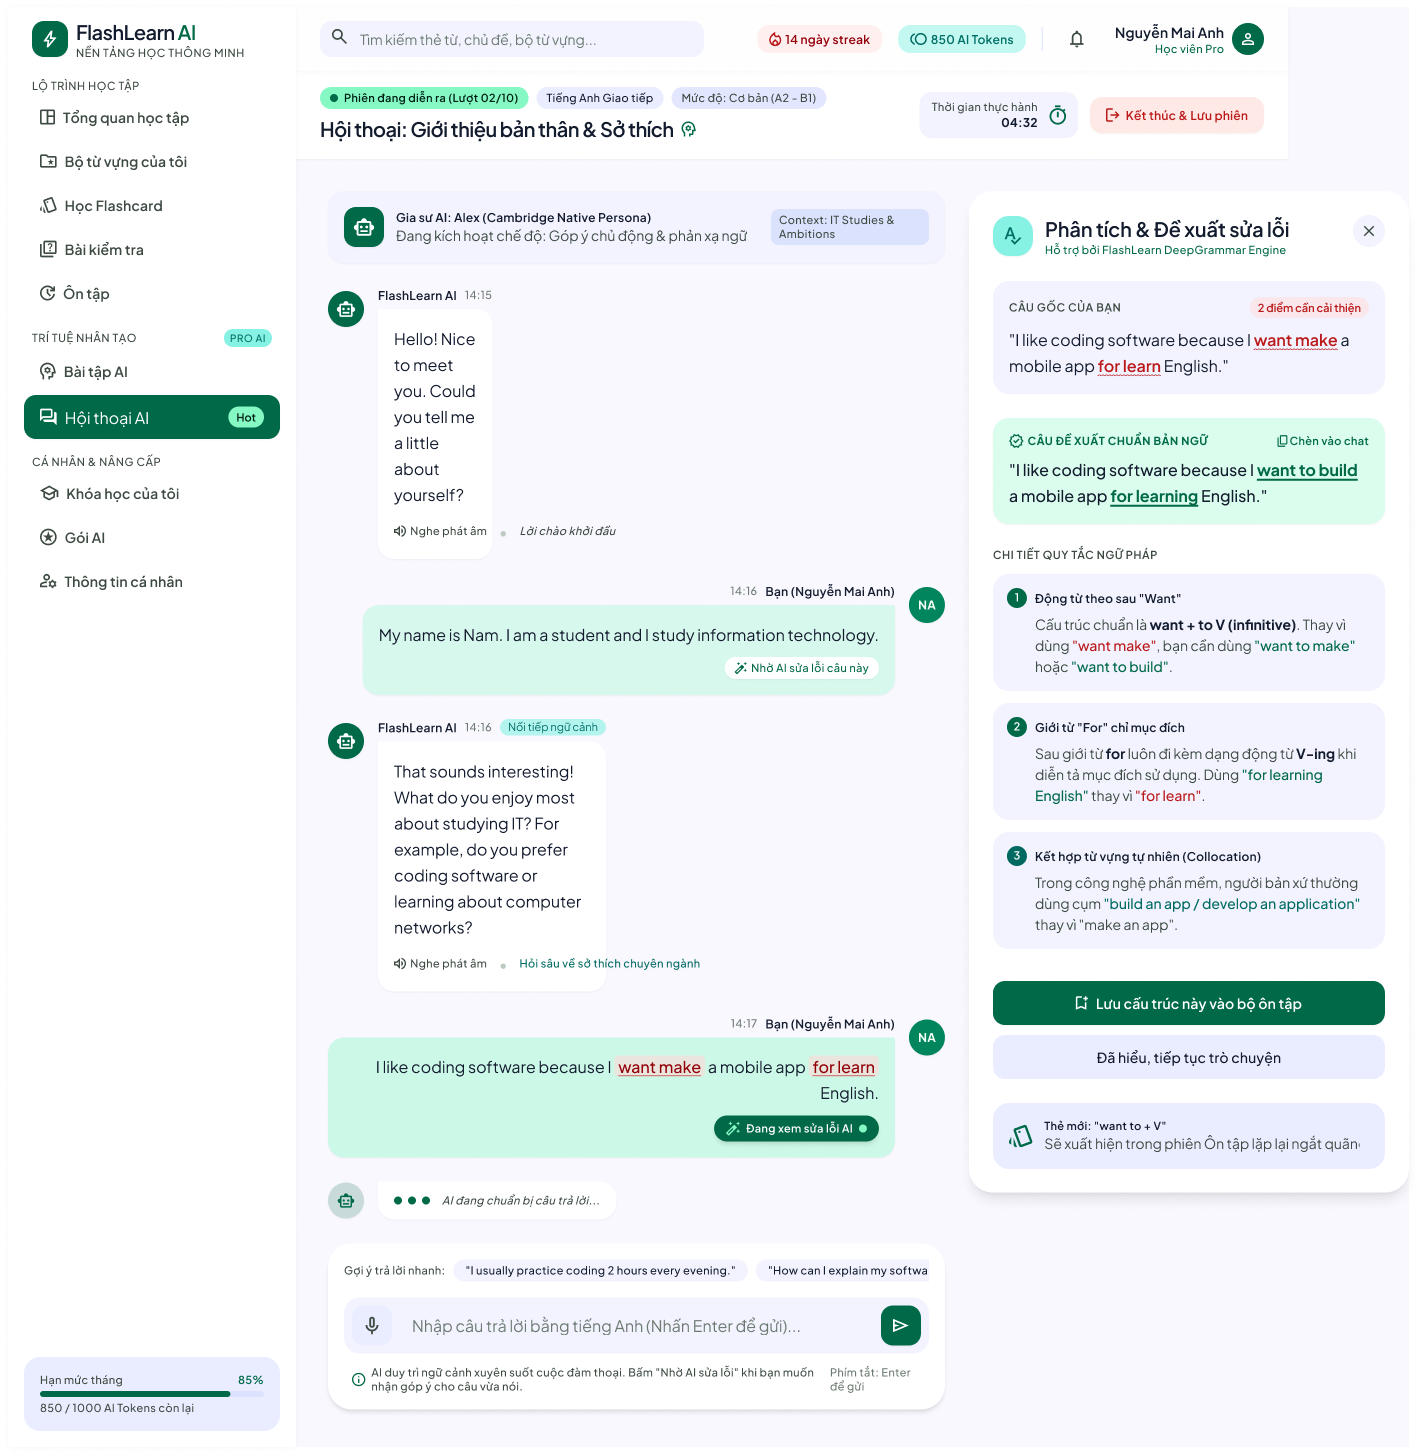 FlashLearn AI
NỀN TẢNG HỌC THÔNG MINH
LỘ TRÌNH HỌC TẬP
Tổng quan học tập
Bộ từ vựng của tôi
Học Flashcard
Bài kiểm tra
Ôn tập
TRÍ TUỆ NHÂN TẠO
PRO AI
Bài tập AI
Hội thoại AI
Hot
CÁ NHÂN & NÂNG CẤP
Khóa học của tôi
Gói AI
Thông tin cá nhân
Hạn mức tháng
85%
850 / 1000 AI Tokens còn lại
Tìm kiếm thẻ từ, chủ đề, bộ từ vựng...
14 ngày streak
850 AI Tokens
Nguyễn Mai Anh
Học viên Pro
Phiên đang diễn ra (Lượt 02/10)
Tiếng Anh Giao tiếp
Mức độ: Cơ bản (A2 - B1)
Hội thoại: Giới thiệu bản thân & Sở thích
Thời gian thực hành
04:32
Kết thúc & Lưu phiên
Gia sư AI: Alex (Cambridge Native Persona)
Đang kích hoạt chế độ: Góp ý chủ động & phản xạ ngữ
Context: IT Studies &
Ambitions
FlashLearn AI 14:15
Hello! Nice
to meet
you. Could
you tell me
a little
about
yourself?
Nghe phát âm
Lời chào khởi đầu
14:16 Bạn (Nguyễn Mai Anh)
NA
My name is Nam. I am a student and I study information technology.
Nhờ AI sửa lỗi câu này
FlashLearn AI 14:16 Nối tiếp ngữ cảnh
That sounds interesting!
What do you enjoy most
about studying IT? For
example, do you prefer
coding software or
learning about computer
networks?
Nghe phát âm
Hỏi sâu về sở thích chuyên ngành
14:17 Bạn (Nguyễn Mai Anh)
NA
I like coding software because I want make a mobile app for learn
English.
Đang xem sửa lỗi AI
AI đang chuẩn bị câu trả lời...
Gợi ý trả lời nhanh:
"I usually practice coding 2 hours every evening."
"How can I explain my softwa
Nhập câu trả lời bằng tiếng Anh (Nhấn Enter để gửi)...
AI duy trì ngữ cảnh xuyên suốt cuộc đàm thoại. Bấm "Nhờ AI sửa lỗi" khi bạn muốn
nhận góp ý cho câu vừa nói.
Phím tắt: Enter
để gửi
Phân tích & Đề xuất sửa lỗi
Hỗ trợ bởi FlashLearn DeepGrammar Engine
CÂU GỐC CỦA BẠN
2 điểm cần cải thiện
"I like coding software because I want make a
mobile app for learn English."
CÂU ĐỀ XUẤT CHUẨN BẢN NGỮ
Chèn vào chat
"I like coding software because I want to build
a mobile app for learning English."
CHI TIẾT QUY TẮC NGỮ PHÁP
1 Động từ theo sau "Want"
Cấu trúc chuẩn là want + to V (infinitive). Thay vì
dùng "want make", bạn cần dùng "want to make"
hoặc "want to build".
2 Giới từ "For" chỉ mục đích
Sau giới từ for luôn đi kèm dạng động từ V-ing khi
diễn tả mục đích sử dụng. Dùng "for learning
English" thay vì "for learn".
3 Kết hợp từ vựng tự nhiên (Collocation)
Trong công nghệ phần mềm, người bản xứ thường
dùng cụm "build an app / develop an application"
thay vì "make an app".
Lưu cấu trúc này vào bộ ôn tập
Đã hiểu, tiếp tục trò chuyện
Thẻ mới: "want to + V"
Sẽ xuất hiện trong phiên Ôn tập lặp lại ngắt quãng